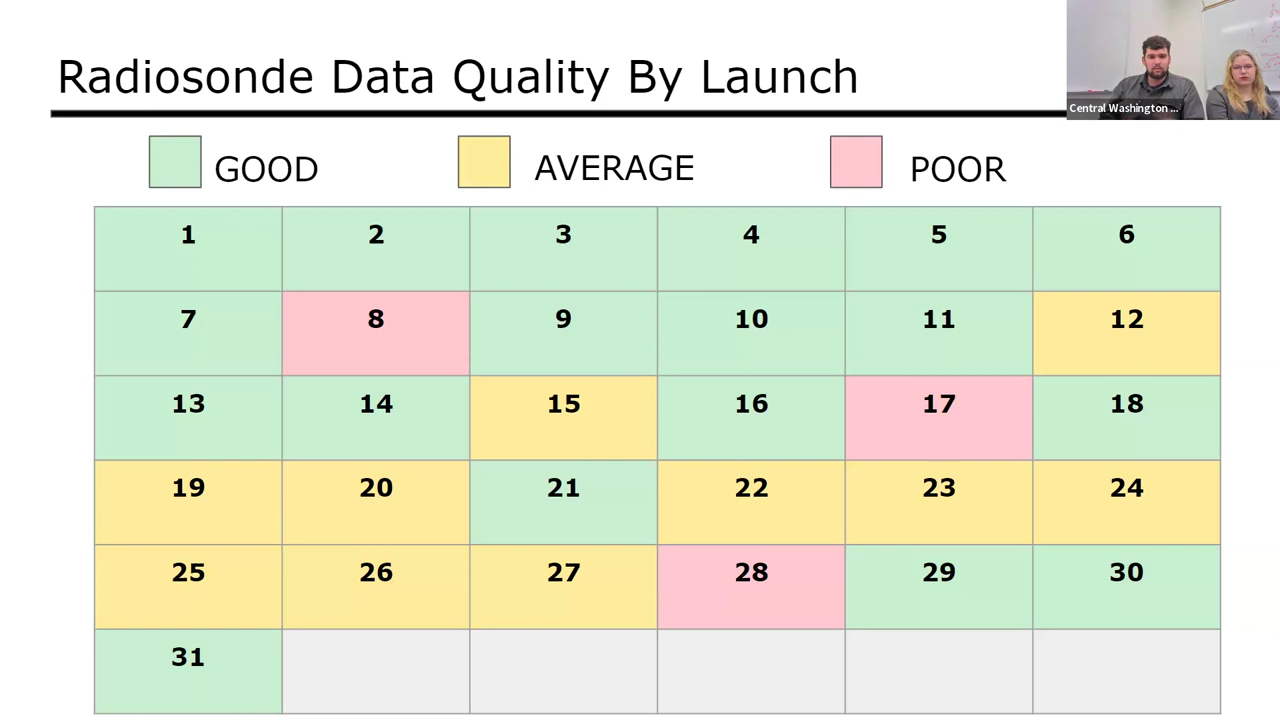 Radiosonde Data Quality By Launch
Central Washington ...
GOOD AVERAGE POOR
1 2 3 4 5 6
7 8 9 10 11 12
13 14 15 16 17 18
19 20 21 22 23 24
25 26 27 28 29 30
31